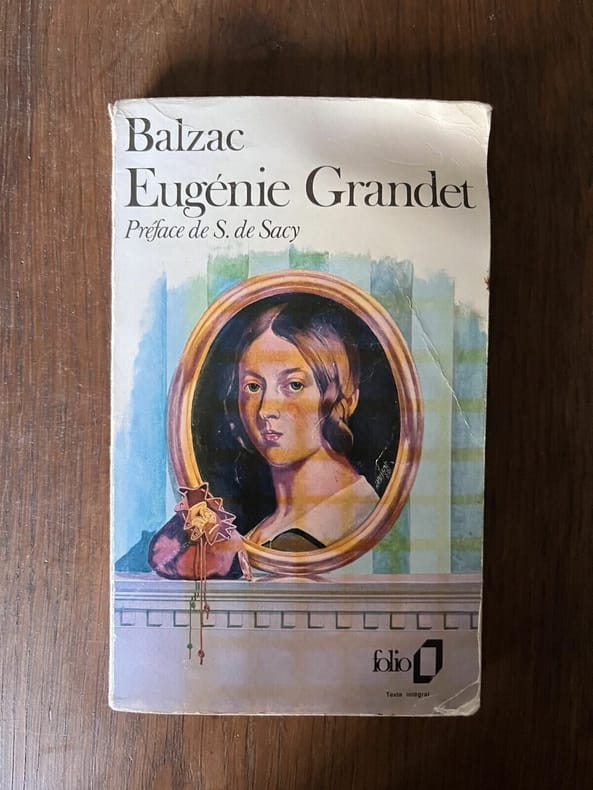 Balzac
Eugénie Grandet
Préface de S. de Sacy
folio
Texte intégral